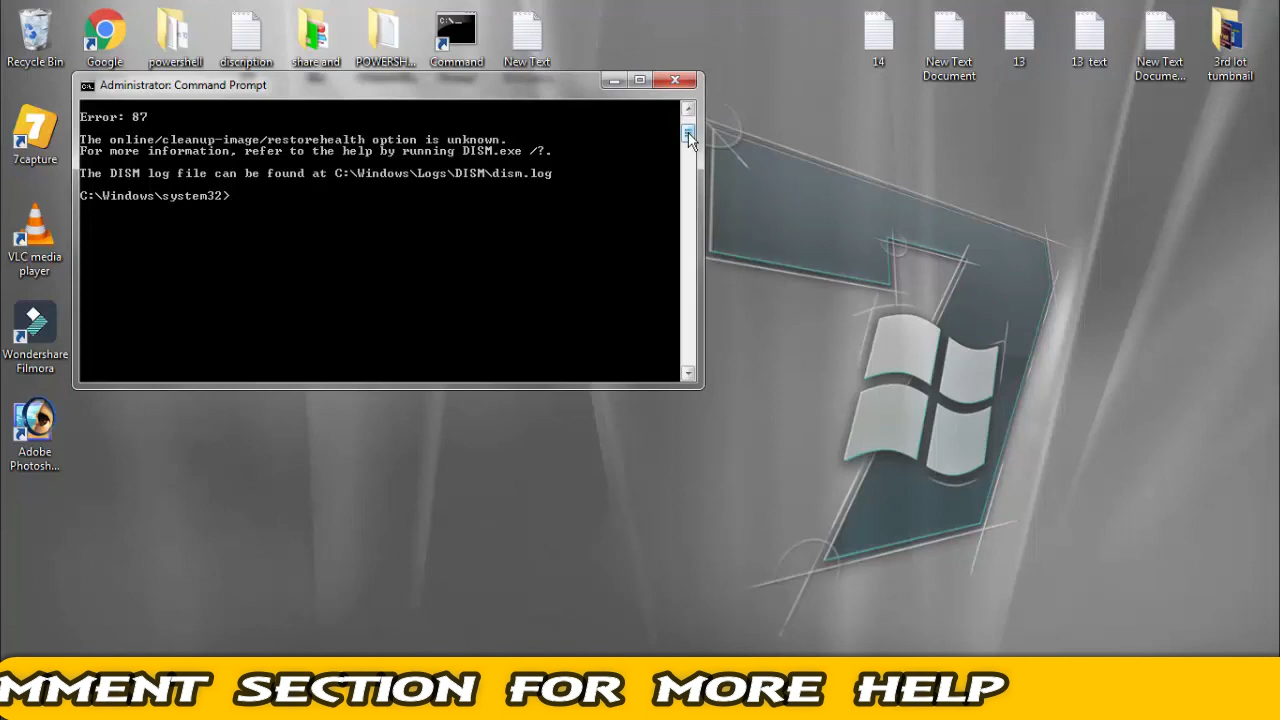 Recycle Bin
Google
powershell
discription
share and
POWERSH...
Command
New Text
14
New Text
Document
13
13 text
New Text
Docume...
3rd lot
tumbnail
Administrator: Command Prompt
Error: 87
The online/cleanup-image/restorehealth option is unknown.
For more information, refer to the help by running DISM.exe /?.
The DISM log file can be found at C:\Windows\Logs\DISM\dism.log
C:\Windows\system32>
7
7capture
VLC media
player
Wondershare
Filmora
Adobe
Photosh...
MMENT SECTION FOR MORE HELP